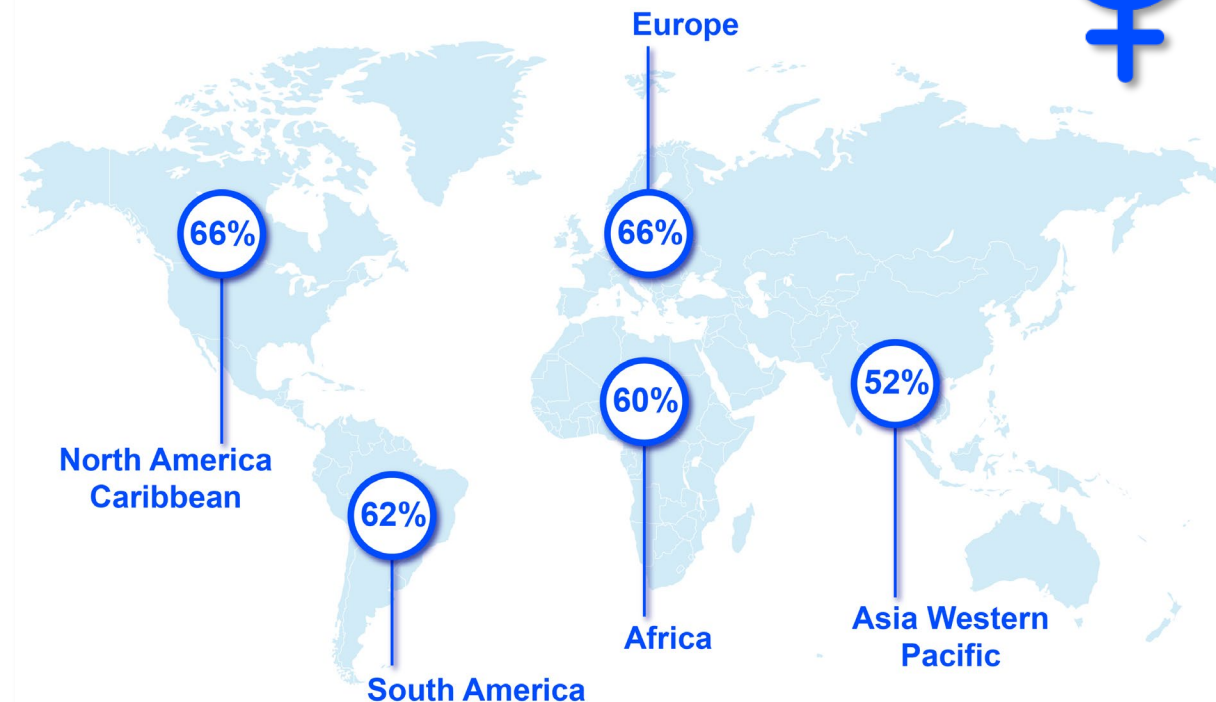 Europe
66%
66%
60%
52%
North America
Caribbean
62%
Africa
Asia Western
Pacific
South America